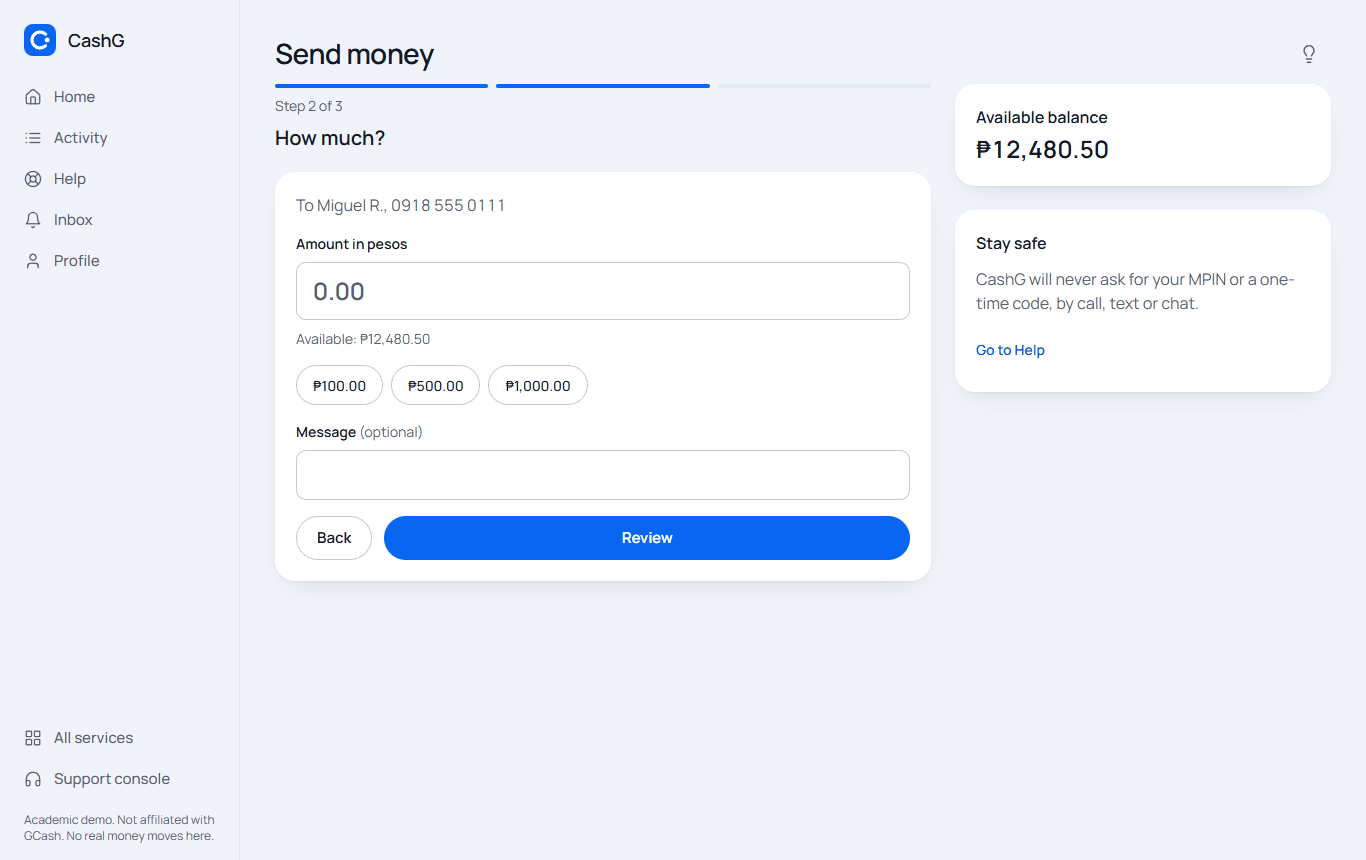 CashG
Home
Activity
Help
Inbox
Profile
All services
Support console
Academic demo. Not affiliated with
GCash. No real money moves here.
Send money
Step 2 of 3
How much?
To Miguel R., 0918 555 0111
Amount in pesos
0.00
Available: ₱12,480.50
₱100.00
₱500.00
₱1,000.00
Message (optional)
Back
Review
Available balance
₱12,480.50
Stay safe
CashG will never ask for your MPIN or a one-
time code, by call, text or chat.
Go to Help